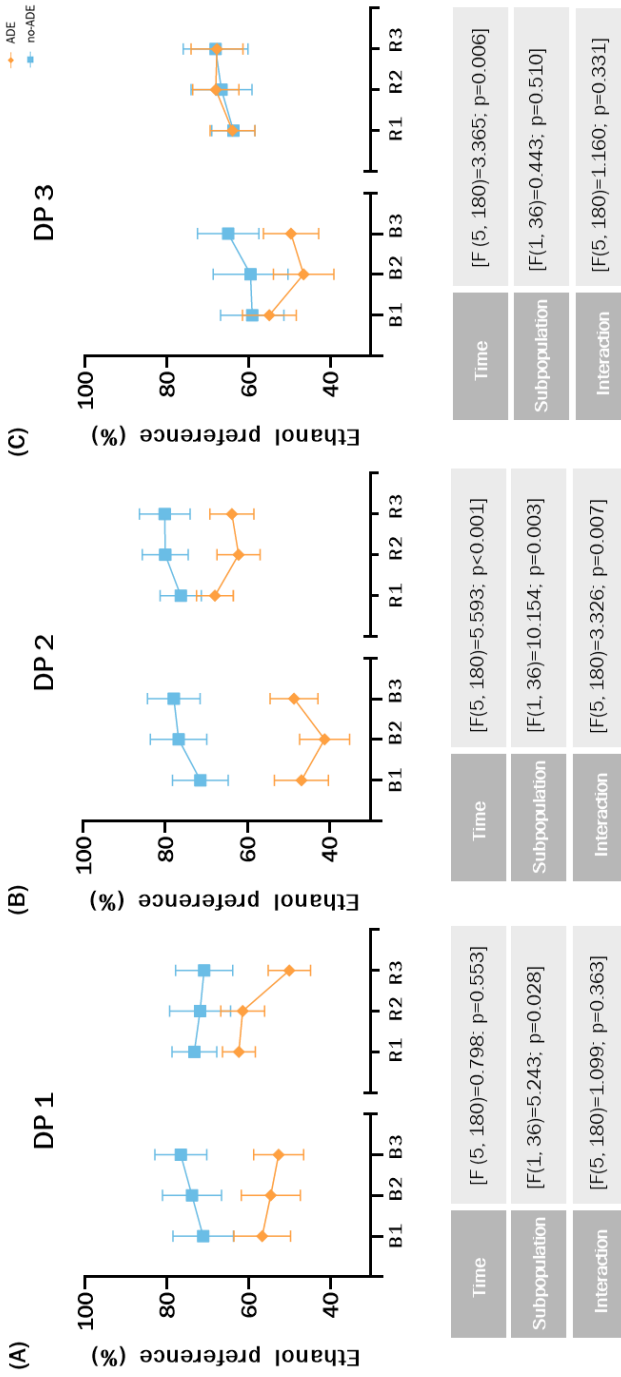 ADE
no-ADE
(A)
DP 1
Ethanol preference (%)
100
80
60
40
B1 B2 B3 R1 R2 R3
Time [F (5, 180)=0.798: p=0.553]
Subpopulation [F(1, 36)=5.243; p=0.028]
Interaction [F(5, 180)=1.099; p=0.363]
(B)
DP 2
Ethanol preference (%)
100
80
60
40
B1 B2 B3 R1 R2 R3
Time [F(5, 180)=5.593; p<0.001]
Subpopulation [F(1, 36)=10.154; p=0.003]
Interaction [F(5, 180)=3.326; p=0.007]
(C)
DP 3
Ethanol preference (%)
100
80
60
40
B1 B2 B3 R1 R2 R3
Time [F (5, 180)=3.365; p=0.006]
Subpopulation [F(1, 36)=0.443; p=0.510]
Interaction [F(5, 180)=1.160; p=0.331]